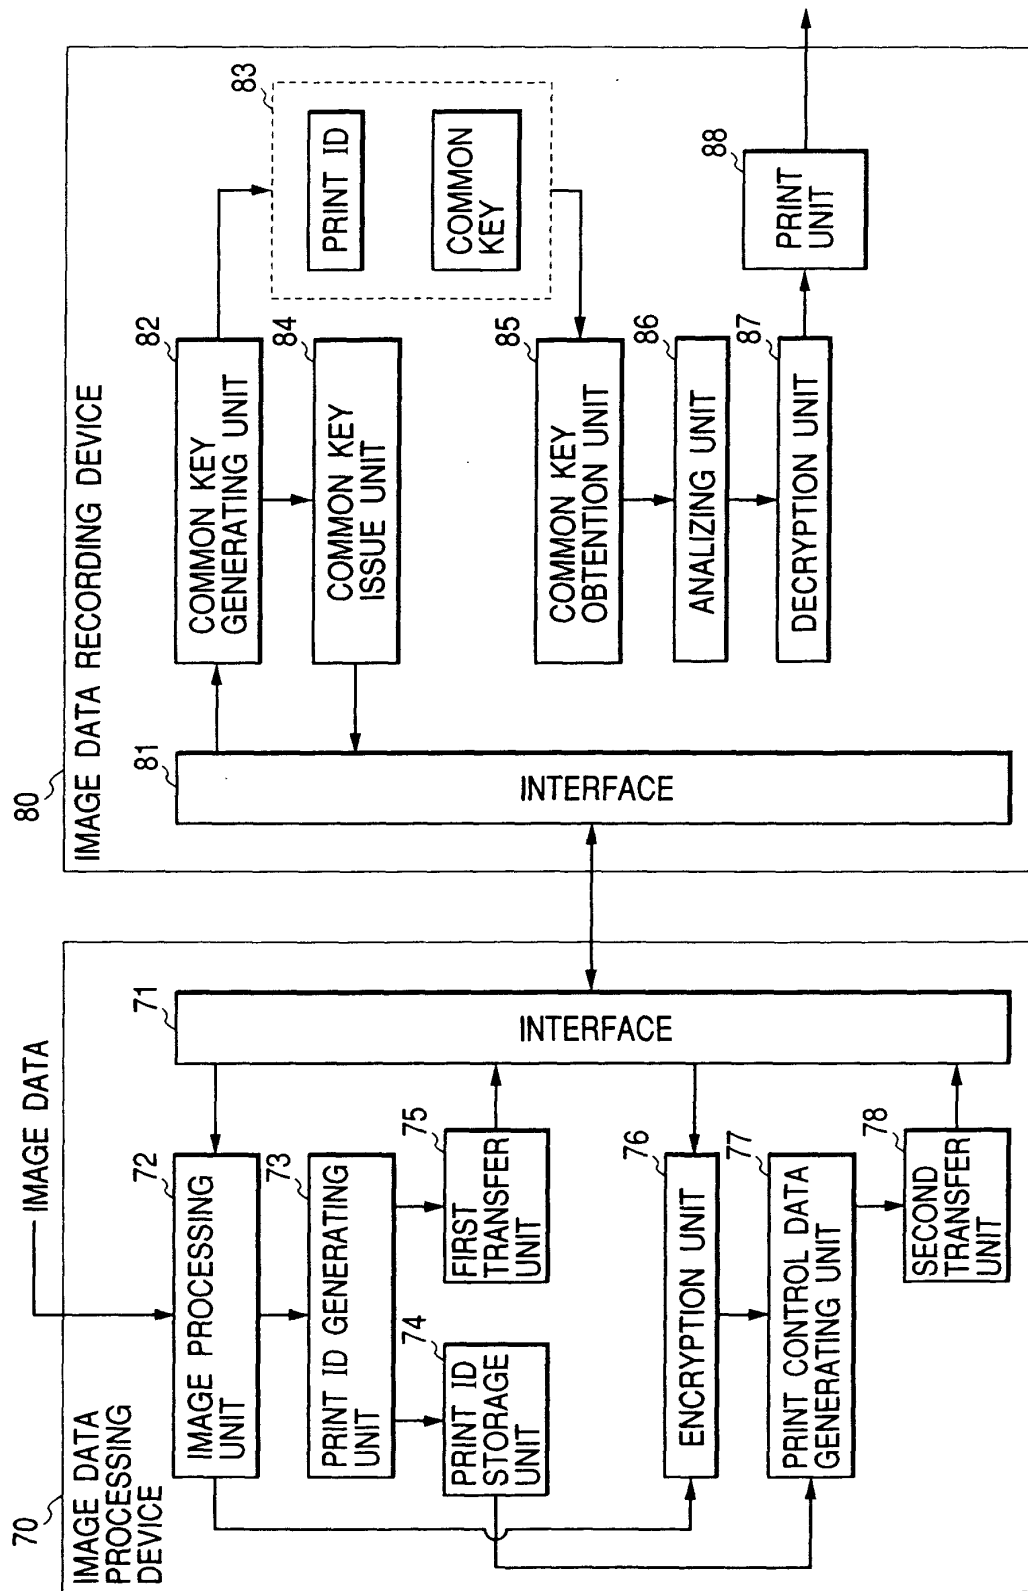 IMAGE DATA
70
IMAGE DATA
PROCESSING
DEVICE
72
IMAGE PROCESSING
UNIT
73
PRINT ID GENERATING
UNIT
74
PRINT ID
STORAGE
UNIT
75
FIRST
TRANSFER
UNIT
76
ENCRYPTION UNIT
77
PRINT CONTROL DATA
GENERATING UNIT
78
SECOND
TRANSFER
UNIT
71
INTERFACE
80
IMAGE DATA RECORDING DEVICE
81
INTERFACE
82
COMMON KEY
GENERATING UNIT
84
COMMON KEY
ISSUE UNIT
83
PRINT ID
COMMON
KEY
85
COMMON KEY
OBTENTION UNIT
86
ANALIZING UNIT
87
DECRYPTION UNIT
88
PRINT
UNIT